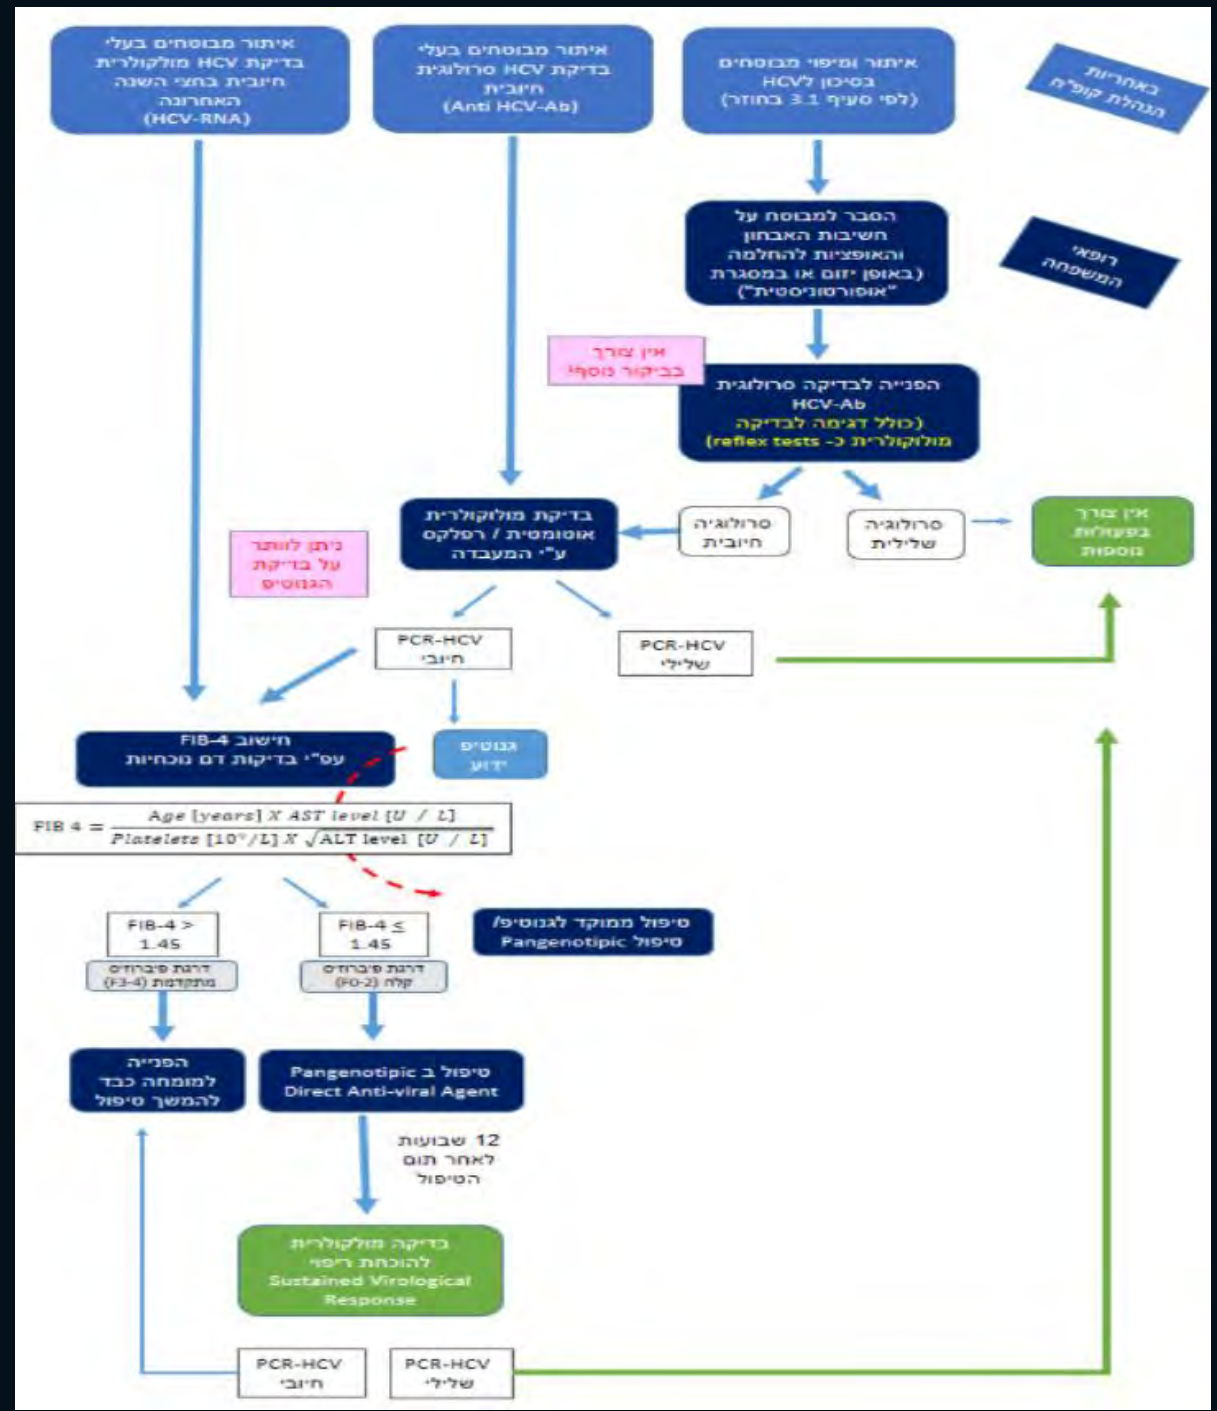 באחריות
הנהלת קופ"ח
איתור ומיפוי מבוטחים
בסיכון לHCV
(לפי סעיף 3.1 בחוזר)
איתור מבוטחים בעלי
בדיקת HCV סרולוגית
חיובית
(Anti HCV-Ab)
איתור מבוטחים בעלי
בדיקת HCV מולקולרית
חיובית בחצי השנה
האחרונה
(HCV-RNA)
רופאי
המשפחה
הסבר למבוטח על
חשיבות האבחון
והאופציות להחלמה
(באופן יזום או במסגרת
"אופורטוניסטית")
אין צורך
בביקור נוסף!
הפנייה לבדיקה סרולוגית
HCV-Ab
(כולל דגימה לבדיקה
מולוקולרית כ- reflex tests)
אין צורך
בפעולות
נוספות
סרולוגיה
שלילית
סרולוגיה
חיובית
בדיקת מולוקולרית
אוטומטית / רפלקס
ע"י המעבדה
ניתן לוותר
על בדיקת
הגנוטיפ
PCR-HCV
שלילי
PCR-HCV
חיובי
גנוטיפ
ידוע
חישוב FIB-4
עפ"י בדיקות דם נוכחיות
FIB 4 = Age [years] X AST level [U / L]
Platelets [10⁹/L] X √ALT level [U / L]
טיפול ממוקד לגנוטיפ/
טיפול Pangenotipic
FIB-4 ≤
1.45
דרגת פיברוזיס
קלה (F0-2)
FIB-4 >
1.45
דרגת פיברוזיס
מתקדמת (F3-4)
טיפול ב Pangenotipic
Direct Anti-viral Agent
הפנייה
למומחה כבד
להמשך טיפול
12 שבועות
לאחר תום
הטיפול
בדיקה מולקולרית
להוכחת ריפוי
Sustained Virological
Response
PCR-HCV
שלילי
PCR-HCV
חיובי